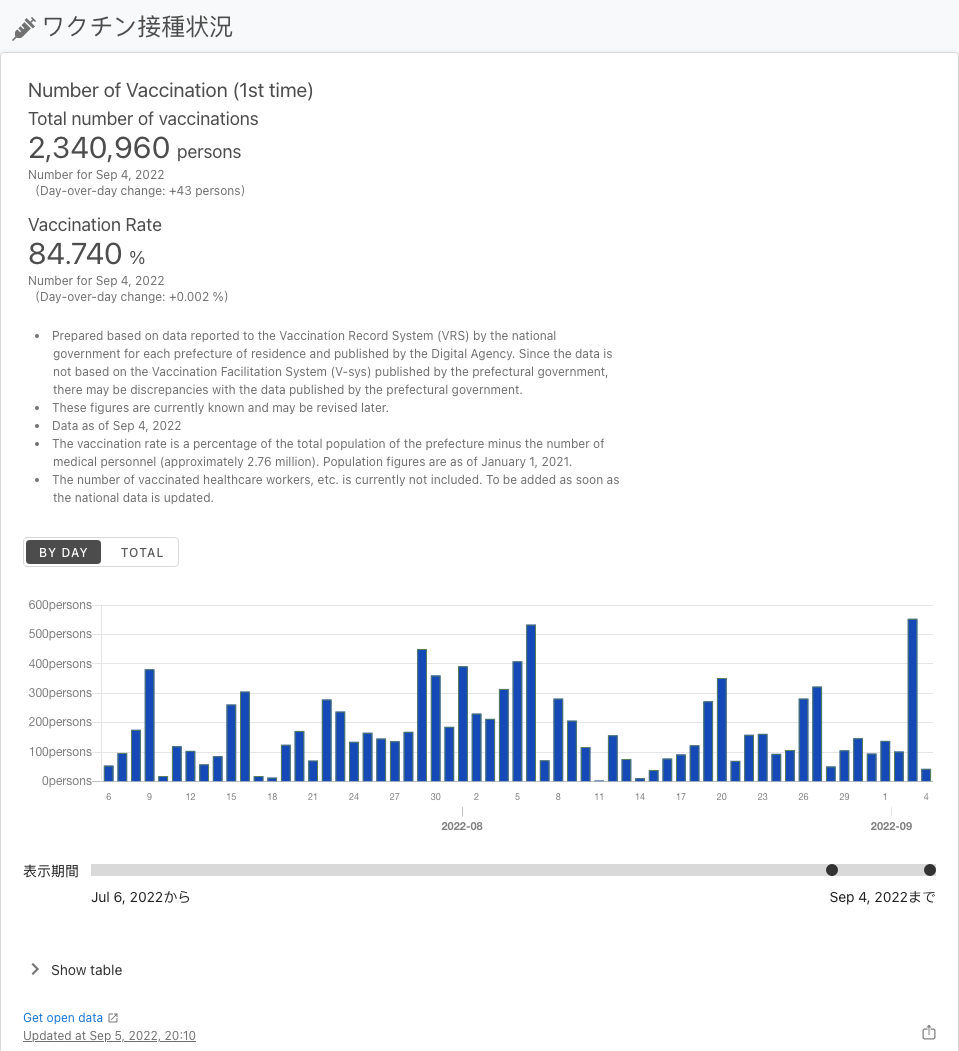 ワクチン接種状況
Number of Vaccination (1st time)
Total number of vaccinations
2,340,960 persons
Number for Sep 4, 2022
(Day-over-day change: +43 persons)
Vaccination Rate
84.740 %
Number for Sep 4, 2022
(Day-over-day change: +0.002 %)
• Prepared based on data reported to the Vaccination Record System (VRS) by the national
government for each prefecture of residence and published by the Digital Agency. Since the data is
not based on the Vaccination Facilitation System (V-sys) published by the prefectural government,
there may be discrepancies with the data published by the prefectural government.
• These figures are currently known and may be revised later.
• Data as of Sep 4, 2022
• The vaccination rate is a percentage of the total population of the prefecture minus the number of
medical personnel (approximately 2.76 million). Population figures are as of January 1, 2021.
• The number of vaccinated healthcare workers, etc. is currently not included. To be added as soon as
the national data is updated.
BY DAY TOTAL
600persons
500persons
400persons
300persons
200persons
100persons
0persons
6 9 12 15 18 21 24 27 30 2 5 8 11 14 17 20 23 26 29 1 4
2022-08 2022-09
表示期間
Jul 6, 2022から Sep 4, 2022まで
Show table
Get open data
Updated at Sep 5, 2022, 20:10